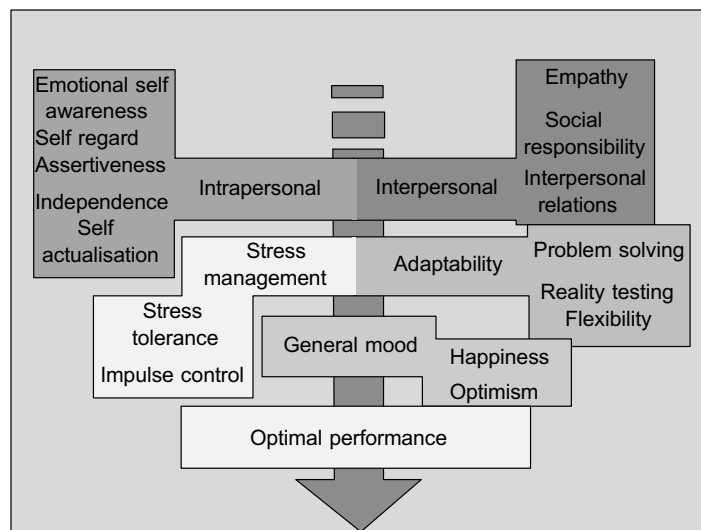 Emotional self
awareness
Self regard
Assertiveness
Independence
Self
actualisation
Intrapersonal
Interpersonal
Empathy
Social
responsibility
Interpersonal
relations
Stress
management
Adaptability
Problem solving
Reality testing
Flexibility
Stress
tolerance
Impulse control
General mood
Happiness
Optimism
Optimal performance